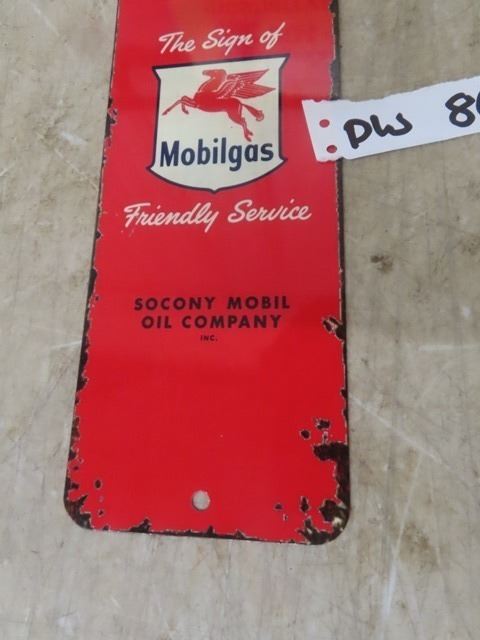 The Sign of
Mobilgas
Friendly Service
SOCONY MOBIL
OIL COMPANY
INC.
DW